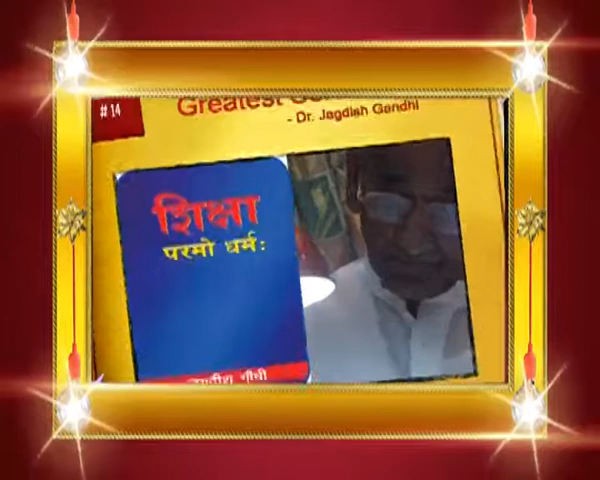 #14
Greatest
- Dr. Jagdish Gandhi
शिक्षा
परमो धर्म:
गाँधी